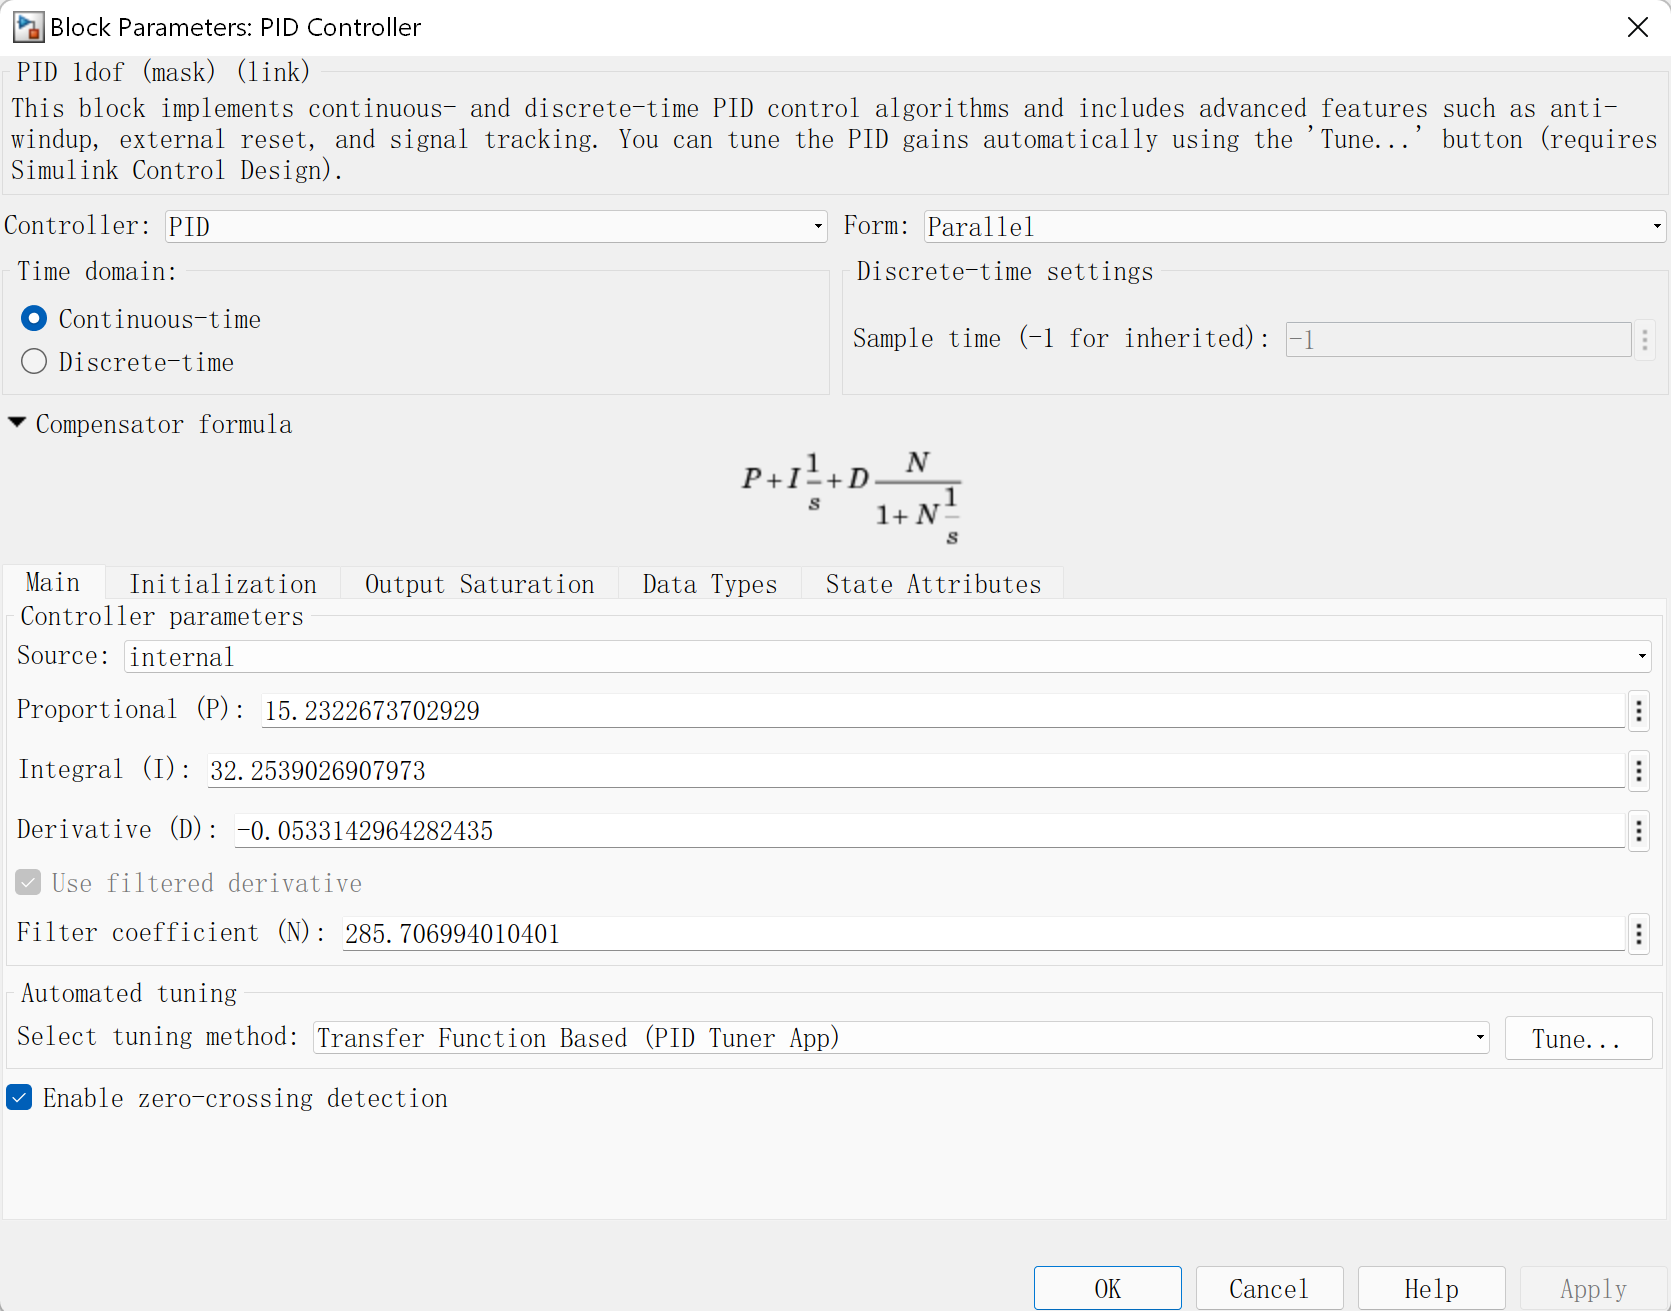 Block Parameters: PID Controller
PID 1dof (mask) (link)
This block implements continuous- and discrete-time PID control algorithms and includes advanced features such as anti-
windup, external reset, and signal tracking. You can tune the PID gains automatically using the 'Tune...' button (requires
Simulink Control Design).
Controller: PID Form: Parallel
Time domain: Discrete-time settings
Continuous-time
Sample time (-1 for inherited): -1
Discrete-time
Compensator formula
P + I 1/s + D N/(1 + N 1/s)
Main Initialization Output Saturation Data Types State Attributes
Controller parameters
Source: internal
Proportional (P): 15.2322673702929
Integral (I): 32.2539026907973
Derivative (D): -0.0533142964282435
Use filtered derivative
Filter coefficient (N): 285.706994010401
Automated tuning
Select tuning method: Transfer Function Based (PID Tuner App) Tune...
Enable zero-crossing detection
OK Cancel Help Apply